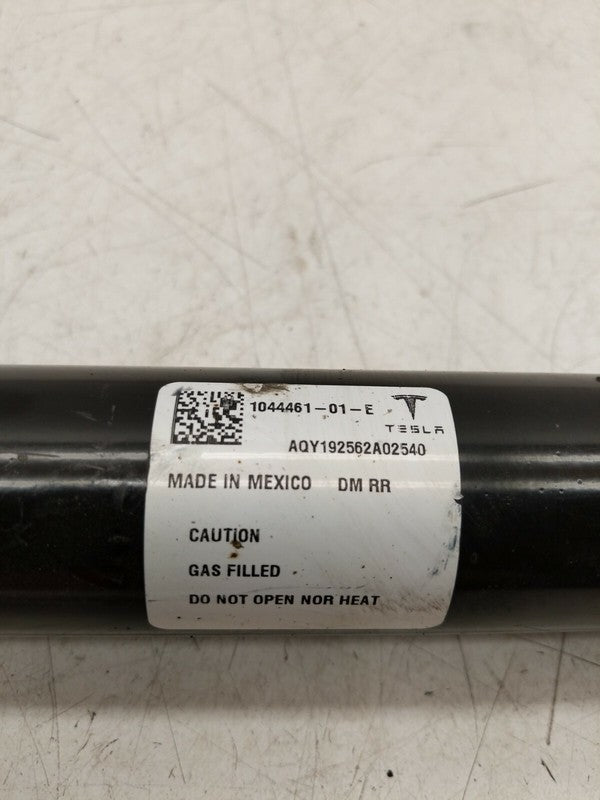 1044461-01-E
TESLA
AQY192562A02540
MADE IN MEXICO DM RR
CAUTION
GAS FILLED
DO NOT OPEN NOR HEAT